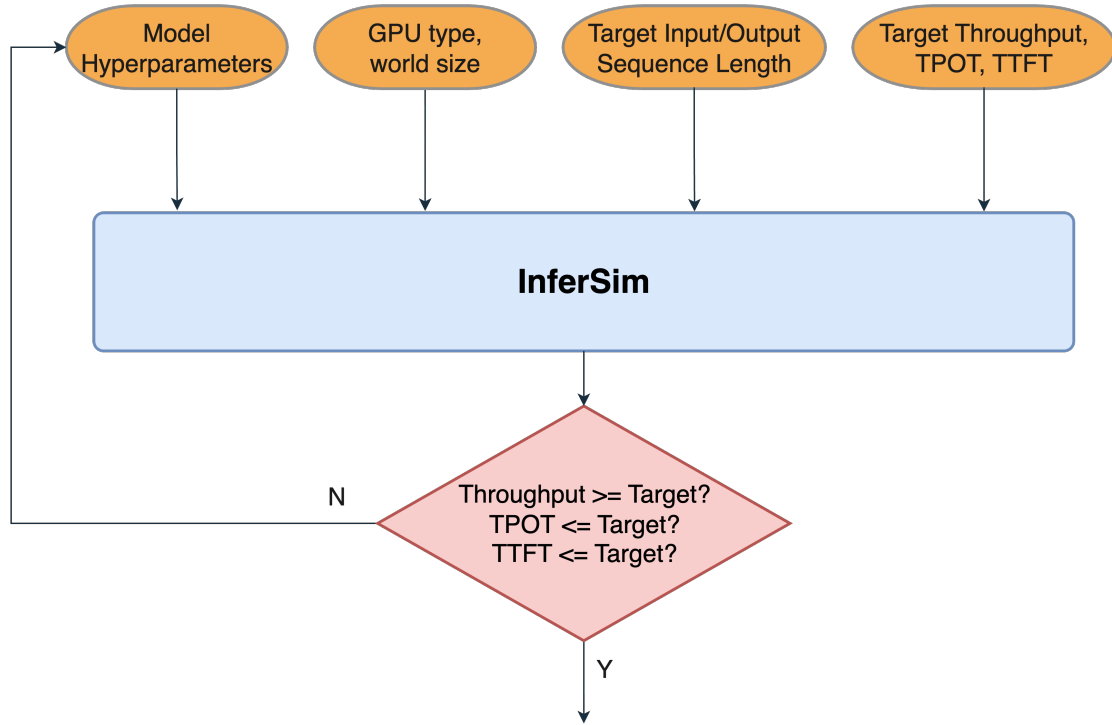 Model
Hyperparameters
GPU type,
world size
Target Input/Output
Sequence Length
Target Throughput,
TPOT, TTFT
InferSim
N
Throughput >= Target?
TPOT <= Target?
TTFT <= Target?
Y